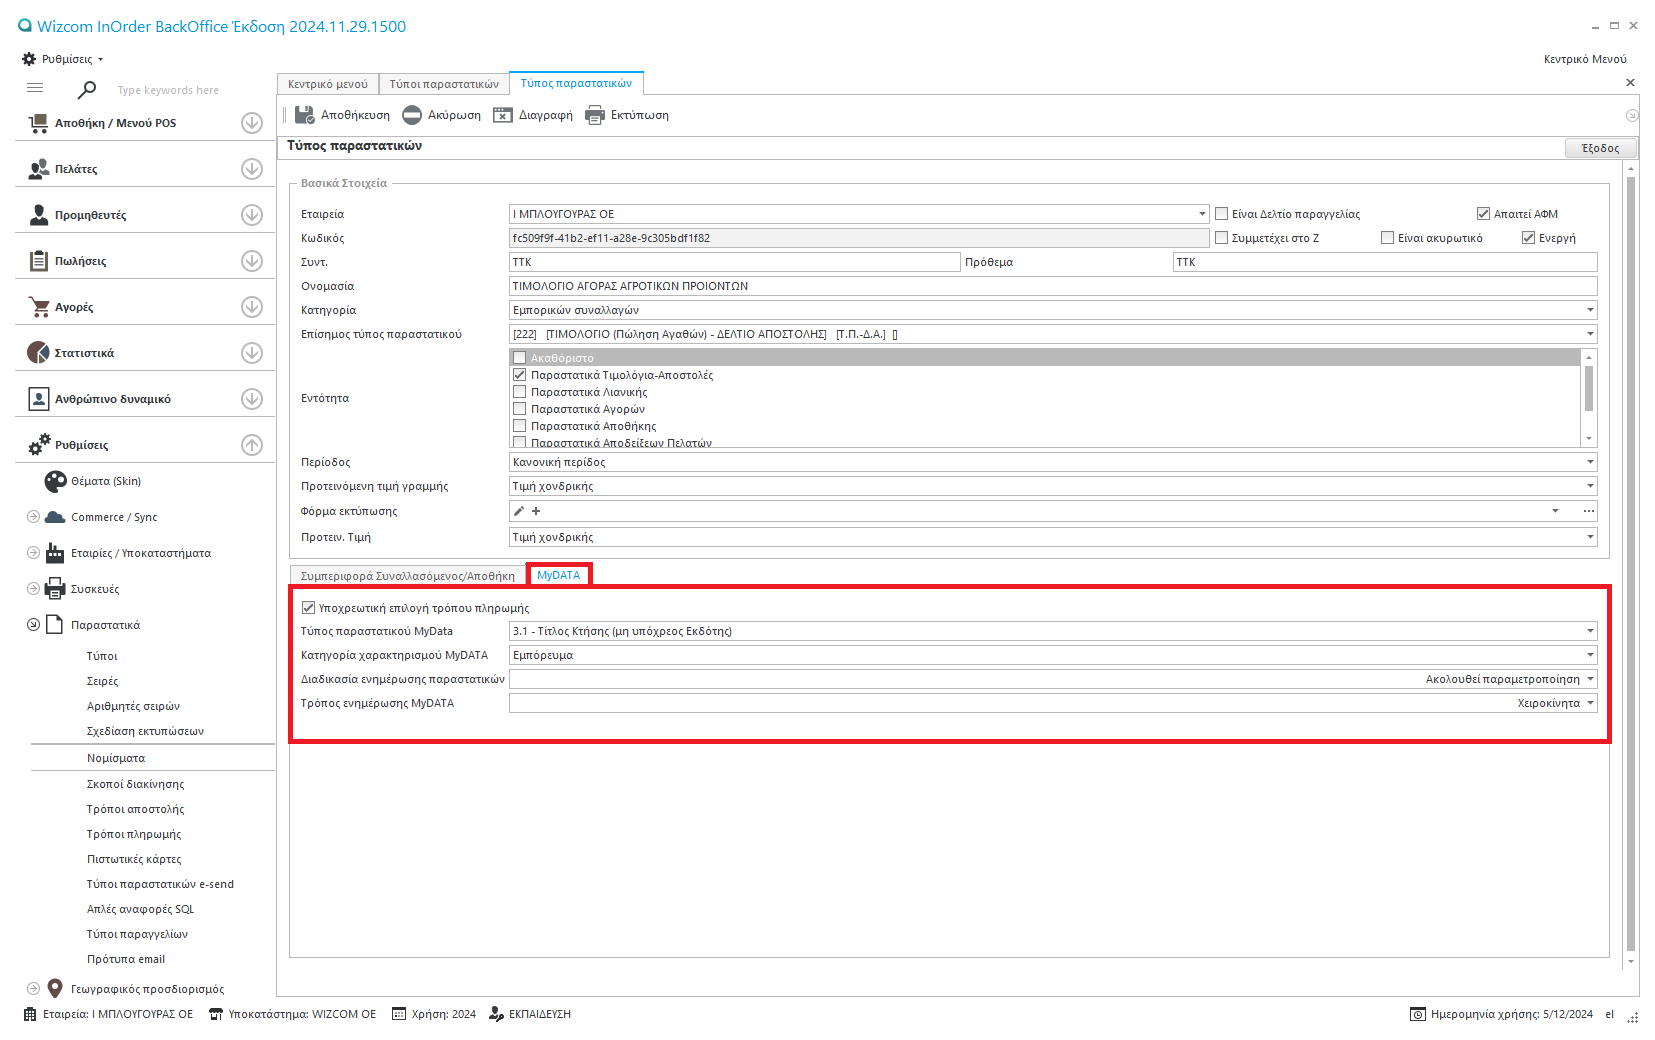 Wizcom InOrder BackOffice Έκδοση 2024.11.29.1500
Ρυθμίσεις
Κεντρικό Μενού
Type keywords here
Αποθήκη / Μενού POS
Πελάτες
Προμηθευτές
Πωλήσεις
Αγορές
Στατιστικά
Ανθρώπινο δυναμικό
Ρυθμίσεις
Θέματα (Skin)
Commerce / Sync
Εταιρίες / Υποκαταστήματα
Συσκευές
Παραστατικά
Τύποι
Σειρές
Αριθμητές σειρών
Σχεδίαση εκτυπώσεων
Νομίσματα
Σκοποί διακίνησης
Τρόποι αποστολής
Τρόποι πληρωμής
Πιστωτικές κάρτες
Τύποι παραστατικών e-send
Απλές αναφορές SQL
Τύποι παραγγελίων
Πρότυπα email
Γεωγραφικός προσδιορισμός
Κεντρικό μενού Τύποι παραστατικών Τύπος παραστατικών
Αποθήκευση Ακύρωση Διαγραφή Εκτύπωση
Τύπος παραστατικών Έξοδος
Βασικά Στοιχεία
Εταιρεία Ι ΜΠΛΟΥΓΟΥΡΑΣ ΟΕ Είναι Δελτίο παραγγελίας Απαιτεί ΑΦΜ
Κωδικός fc509f9f-41b2-ef11-a28e-9c305bdf1f82 Συμμετέχει στο Ζ Είναι ακυρωτικό Ενεργή
Συντ. ΤΤΚ Πρόθεμα ΤΤΚ
Ονομασία ΤΙΜΟΛΟΓΙΟ ΑΓΟΡΑΣ ΑΓΡΟΤΙΚΩΝ ΠΡΟΙΟΝΤΩΝ
Κατηγορία Εμπορικών συναλλαγών
Επίσημος τύπος παραστατικού [222] [ΤΙΜΟΛΟΓΙΟ (Πώληση Αγαθών) - ΔΕΛΤΙΟ ΑΠΟΣΤΟΛΗΣ] [Τ.Π.-Δ.Α.] []
Εντότητα
Ακαθόριστο
Παραστατικά Τιμολόγια-Αποστολές
Παραστατικά Λιανικής
Παραστατικά Αγορών
Παραστατικά Αποθήκης
Παραστατικά Αποδείξεων Πελατών
Περίοδος Κανονική περίδος
Προτεινόμενη τιμή γραμμής Τιμή χονδρικής
Φόρμα εκτύπωσης
Προτειν. Τιμή Τιμή χονδρικής
Συμπεριφορά Συναλλασόμενος/Αποθήκη MyDATA
Υποχρεωτική επιλογή τρόπου πληρωμής
Τύπος παραστατικού MyData 3.1 - Τίτλος Κτήσης (μη υπόχρεος Εκδότης)
Κατηγορία χαρακτηρισμού MyDATA Εμπόρευμα
Διαδικασία ενημέρωσης παραστατικών Ακολουθεί παραμετροποίηση
Τρόπος ενημέρωσης MyDATA Χειροκίνητα
Εταιρεία: Ι ΜΠΛΟΥΓΟΥΡΑΣ ΟΕ Υποκατάστημα: WIZCOM OE Χρήση: 2024 ΕΚΠΑΙΔΕΥΣΗ Ημερομηνία χρήσης: 5/12/2024 el